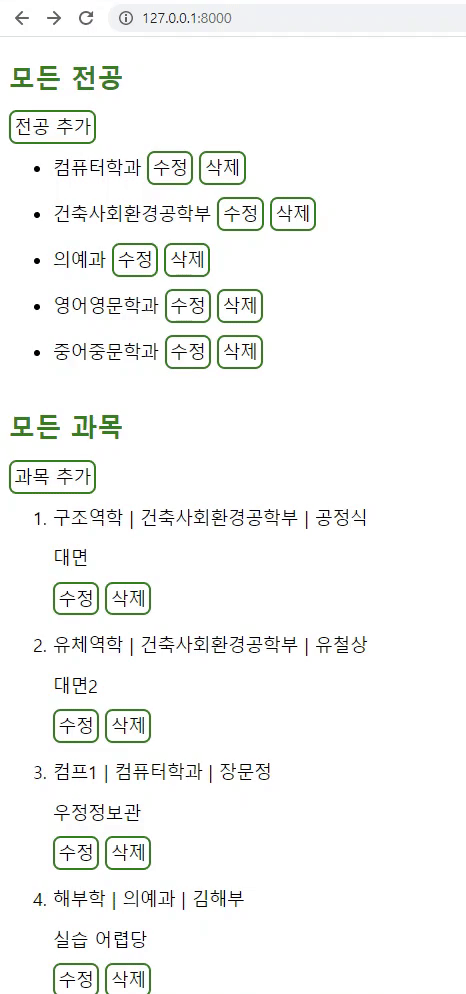 127.0.0.1:8000
모든 전공
전공 추가
컴퓨터학과 수정 삭제
건축사회환경공학부 수정 삭제
의예과 수정 삭제
영어영문학과 수정 삭제
중어중문학과 수정 삭제
모든 과목
과목 추가
1. 구조역학 | 건축사회환경공학부 | 공정식
대면
수정 삭제
2. 유체역학 | 건축사회환경공학부 | 유철상
대면2
수정 삭제
3. 컴프1 | 컴퓨터학과 | 장문정
우정정보관
수정 삭제
4. 해부학 | 의예과 | 김해부
실습 어렵당
수정 삭제